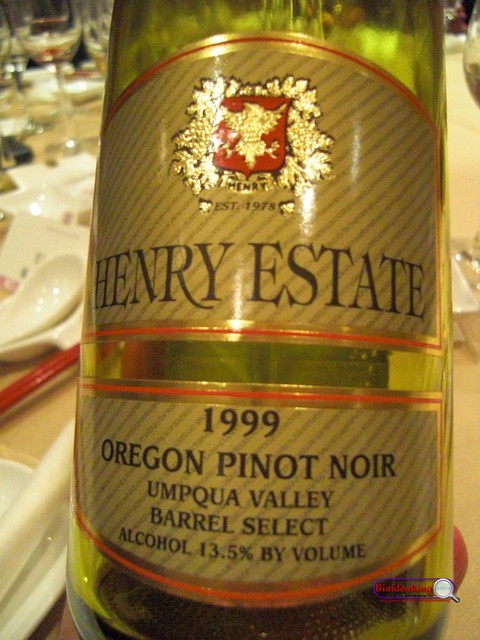 HENRY
EST. 1978
HENRY ESTATE
1999
OREGON PINOT NOIR
UMPQUA VALLEY
BARREL SELECT
ALCOHOL 13.5% BY VOLUME